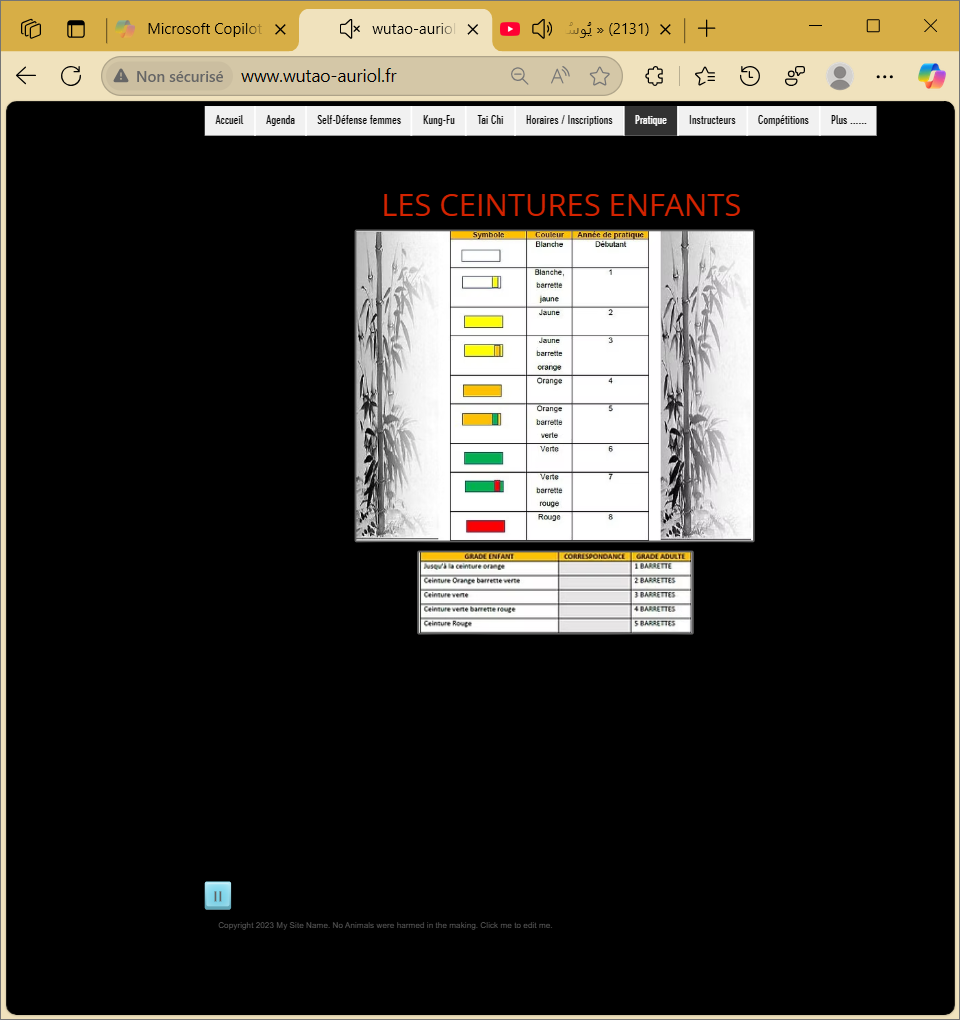 Microsoft Copilot
wutao-auriol
(2131) »
Non sécurisé www.wutao-auriol.fr
Accueil Agenda Self-Défense femmes Kung-Fu Tai Chi Horaires / Inscriptions Pratique Instructeurs Compétitions Plus ......
LES CEINTURES ENFANTS
Symbole Couleur Année de pratique
Blanche Débutant
Blanche, 1
barrette
jaune
Jaune 2
Jaune 3
barrette
orange
Orange 4
Orange 5
barrette
verte
Verte 6
Verte 7
barrette
rouge
Rouge 8
GRADE ENFANT CORRESPONDANCE GRADE ADULTE
Jusqu'à la ceinture orange 1 BARRETTE
Ceinture Orange barrette verte 2 BARRETTES
Ceinture verte 3 BARRETTES
Ceinture verte barrette rouge 4 BARRETTES
Ceinture Rouge 5 BARRETTES
Copyright 2023 My Site Name. No Animals were harmed in the making. Click me to edit me.